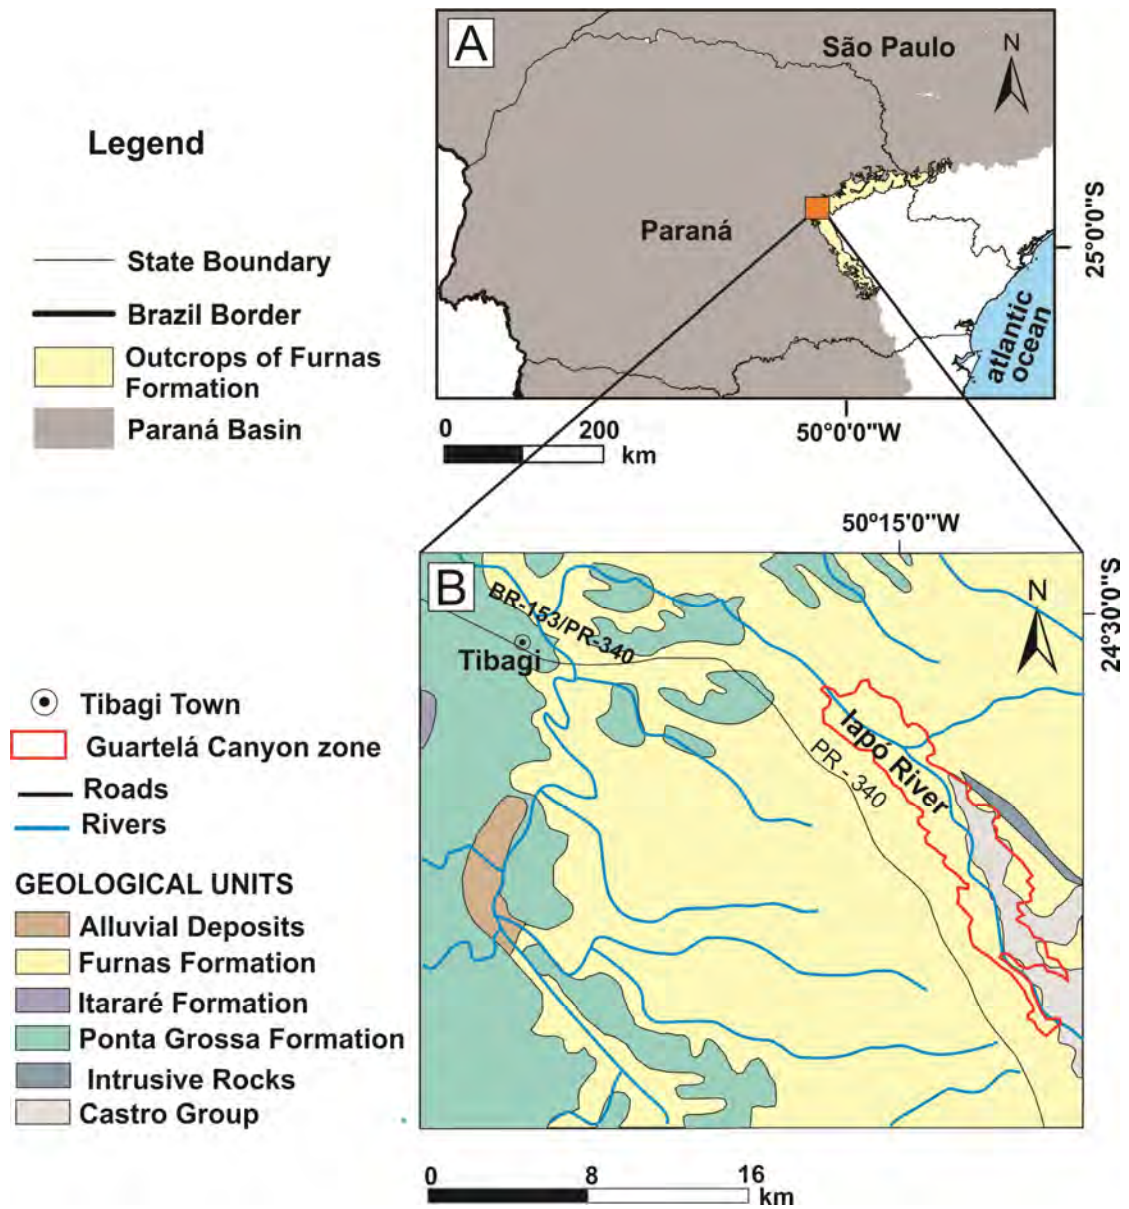 A
São Paulo
N
Legend
Paraná
25°0'0"S
State Boundary
Brazil Border
Outcrops of Furnas
Formation
Paraná Basin
atlantic
ocean
0 200
km
50°0'0"W
50º15'0"W
B
N
24°30'0"S
BR-153/PR-340
Tibagi
Iapó River
PR - 340
Tibagi Town
Guartelá Canyon zone
Roads
Rivers
GEOLOGICAL UNITS
Alluvial Deposits
Furnas Formation
Itararé Formation
Ponta Grossa Formation
Intrusive Rocks
Castro Group
0 8 16
km